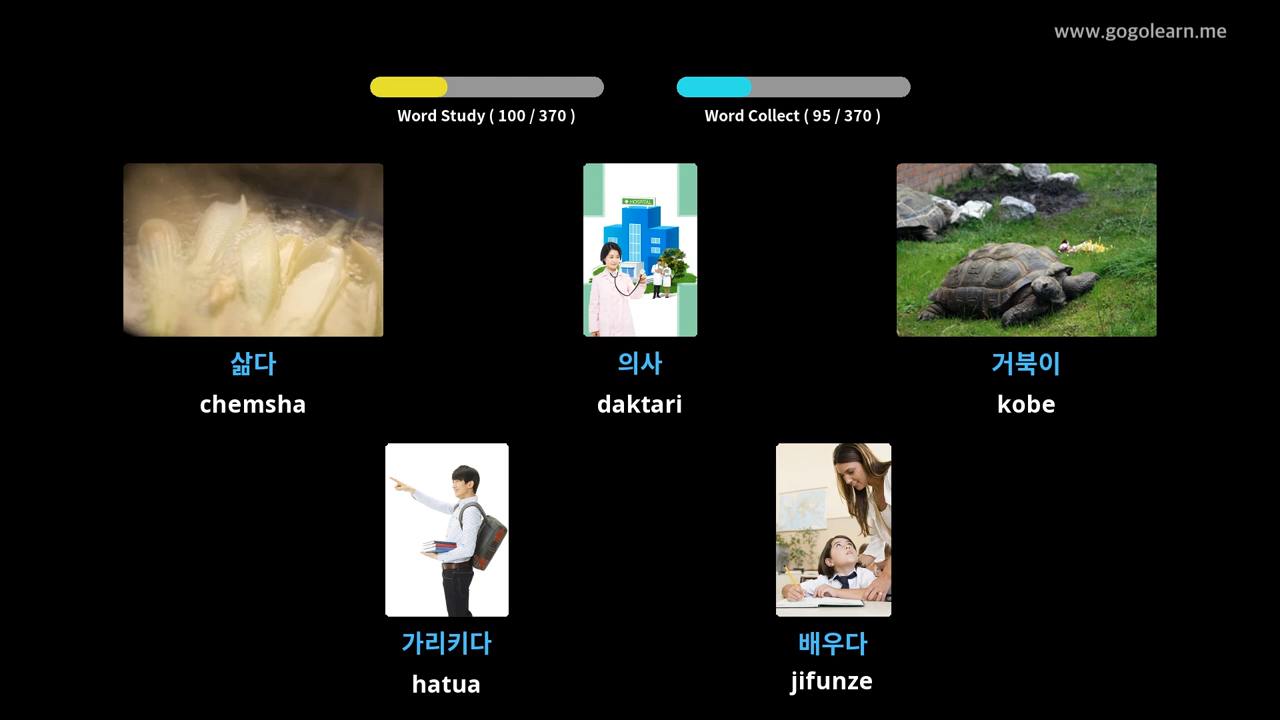 www.gogolearn.me
Word Study ( 100 / 370 )
Word Collect ( 95 / 370 )
HOSPITAL
삶다
의사
거북이
chemsha
daktari
kobe
가리키다
배우다
hatua
jifunze